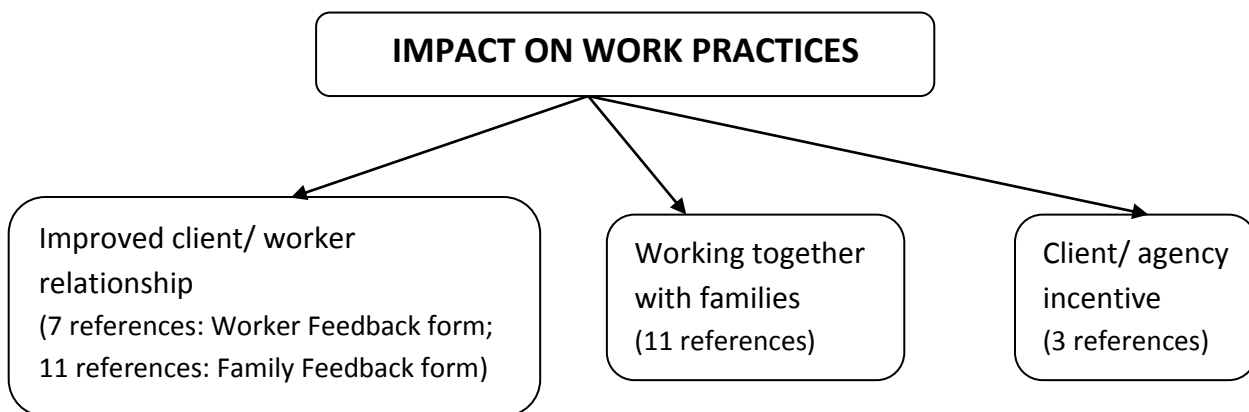 IMPACT ON WORK PRACTICES
Improved client/ worker
relationship
(7 references: Worker Feedback form;
11 references: Family Feedback form)
Working together
with families
(11 references)
Client/ agency
incentive
(3 references)